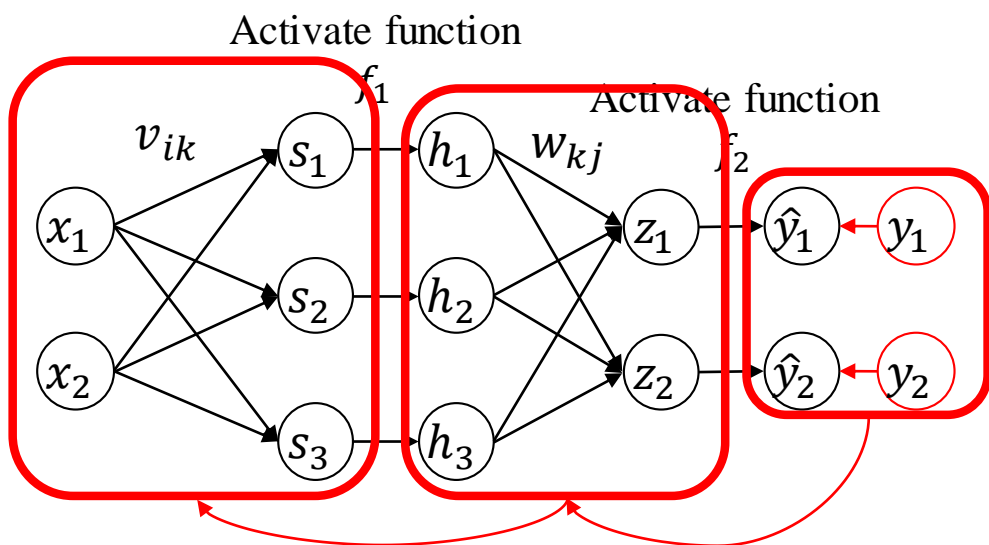 Activate function
f₁
Activate function
f₂
vᵢₖ
wₖⱼ
s₁
h₁
x₁
z₁
ŷ₁
y₁
s₂
h₂
x₂
z₂
ŷ₂
y₂
s₃
h₃